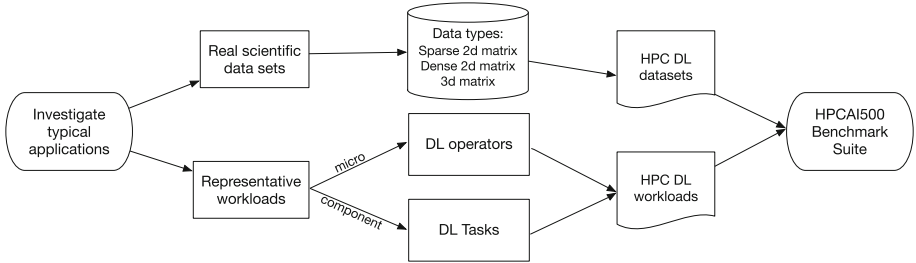 Investigate
typical
applications
Real scientific
data sets
Data types:
Sparse 2d matrix
Dense 2d matrix
3d matrix
HPC DL
datasets
Representative
workloads
micro
component
DL operators
DL Tasks
HPC DL
workloads
HPCAI500
Benchmark
Suite